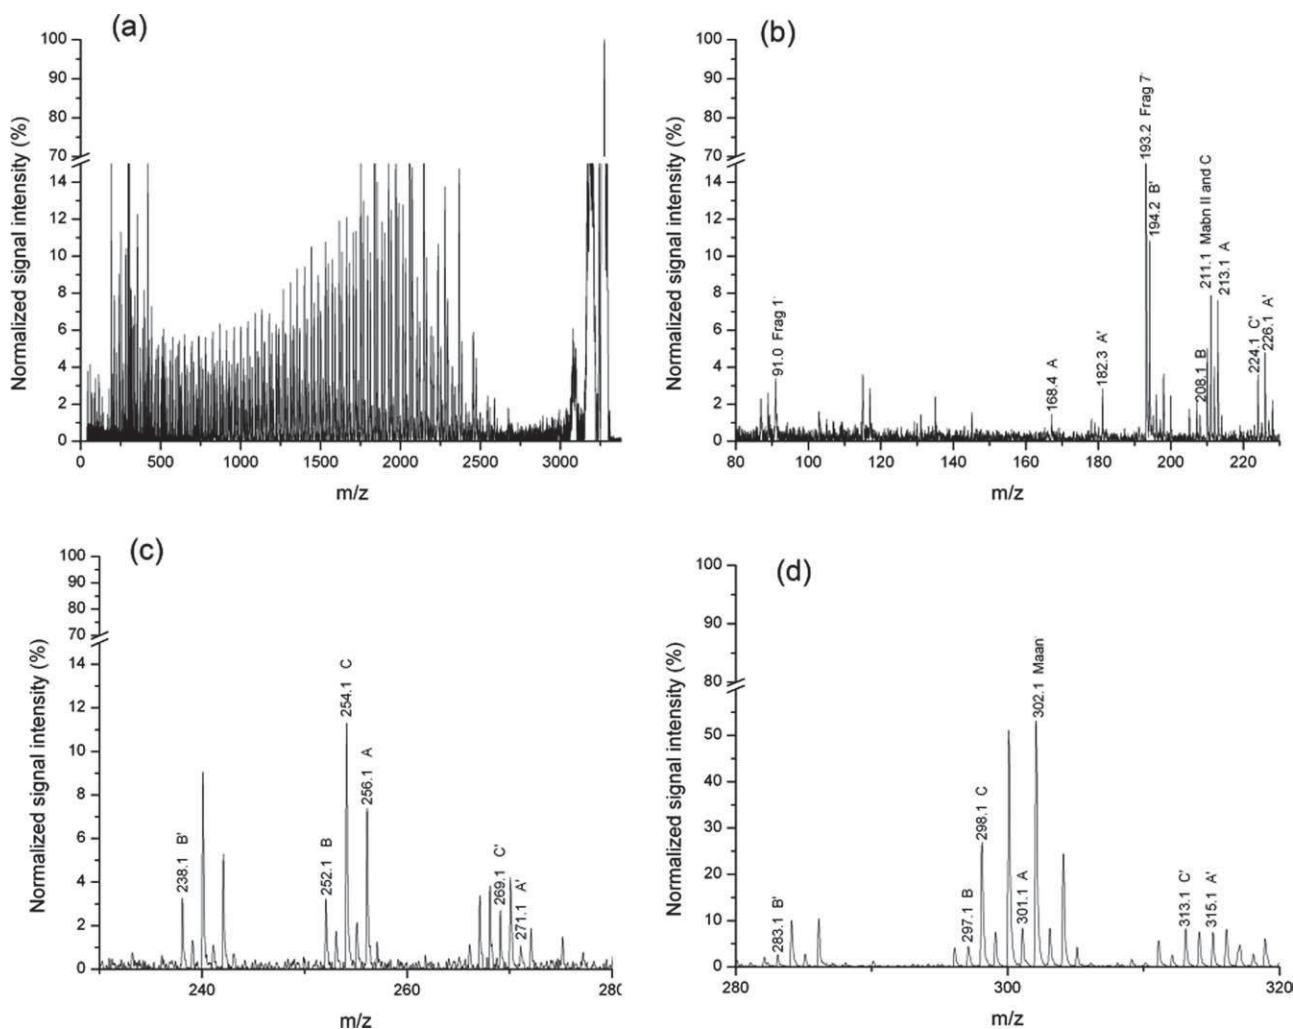 (a)
Normalized signal intensity (%)
100
90
80
70
14
12
10
8
6
4
2
0
0 500 1000 1500 2000 2500 3000
m/z
(b)
Normalized signal intensity (%)
100
90
80
70
14
12
10
8
6
4
2
0
91.0 Frag 1
168.4 A
182.3 A'
193.2 Frag 7
194.2 B'
208.1 B
211.1 Mabn II and C
213.1 A
224.1 C'
226.1 A'
80 100 120 140 160 180 200 220
m/z
(c)
Normalized signal intensity (%)
100
90
80
70
14
12
10
8
6
4
2
0
238.1 B'
252.1 B
254.1 C
256.1 A
269.1 C'
271.1 A'
240 260 280
m/z
(d)
Normalized signal intensity (%)
100
90
80
50
40
30
20
10
0
283.1 B'
297.1 B
298.1 C
301.1 A
302.1 Maan
313.1 C'
315.1 A'
280 300 320
m/z